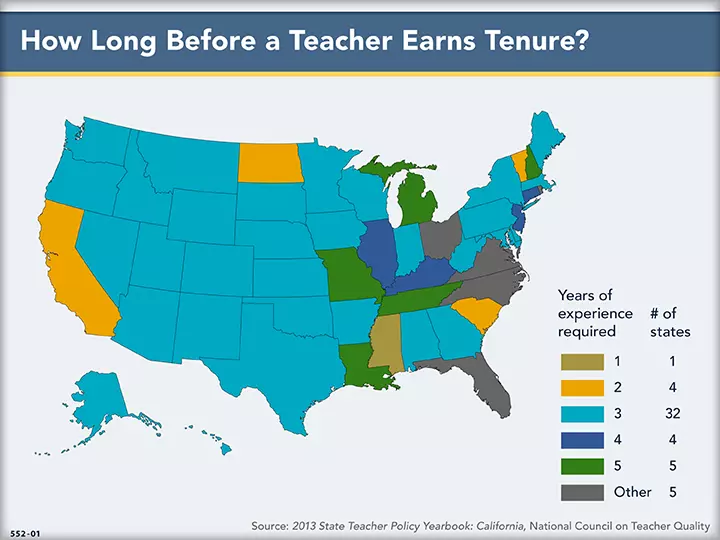 How Long Before a Teacher Earns Tenure?
Years of
experience # of
required states
1 1
2 4
3 32
4 4
5 5
Other 5
Source: 2013 State Teacher Policy Yearbook: California, National Council on Teacher Quality
552-01